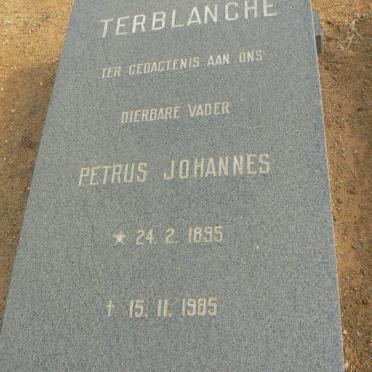 TERBLANCHE
TER GEDAGTENIS AAN ONS
DIERBARE VADER
PETRUS JOHANNES
★ 24. 2. 1895
† 15. 11. 1985